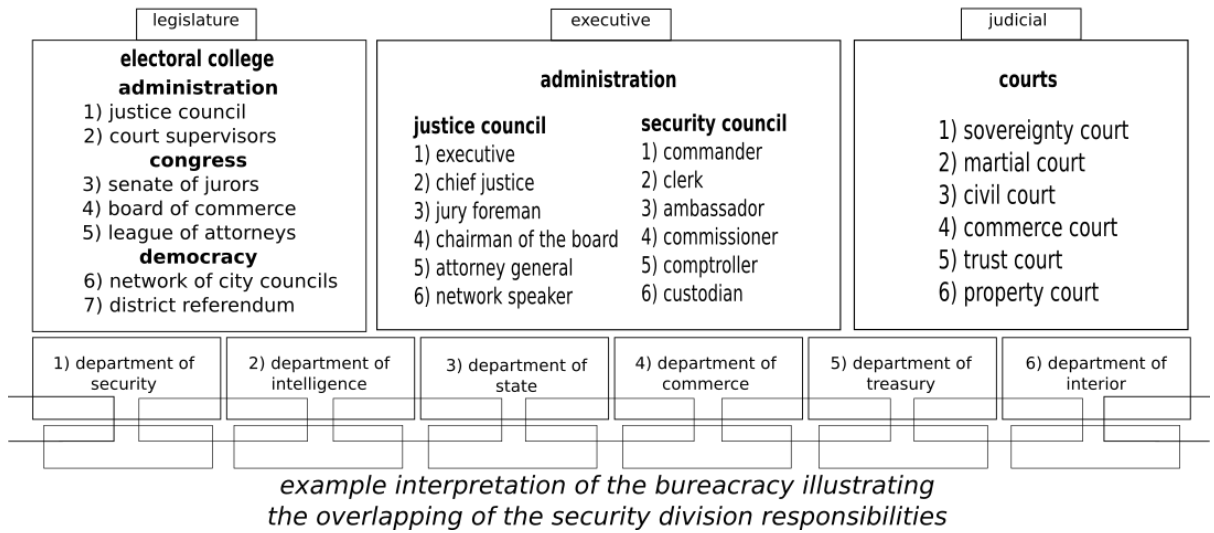 legislature
executive
judicial
electoral college
administration
1) justice council
2) court supervisors
congress
3) senate of jurors
4) board of commerce
5) league of attorneys
democracy
6) network of city councils
7) district referendum
administration
justice council
1) executive
2) chief justice
3) jury foreman
4) chairman of the board
5) attorney general
6) network speaker
security council
1) commander
2) clerk
3) ambassador
4) commissioner
5) comptroller
6) custodian
courts
1) sovereignty court
2) martial court
3) civil court
4) commerce court
5) trust court
6) property court
1) department of
security
2) department of
intelligence
3) department of
state
4) department of
commerce
5) department of
treasury
6) department of
interior
example interpretation of the bureacracy illustrating
the overlapping of the security division responsibilities